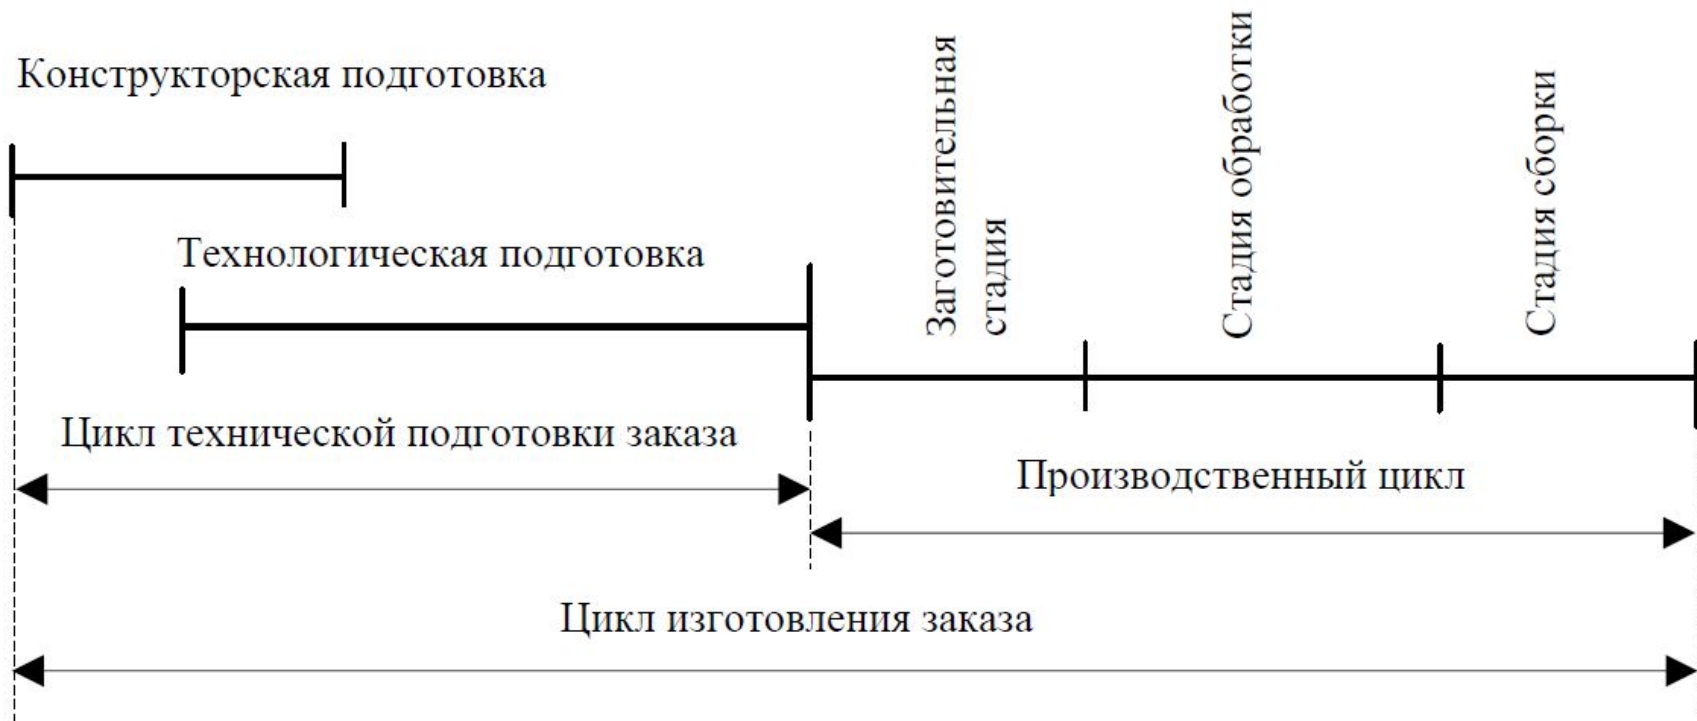 Конструкторская подготовка
Технологическая подготовка
Заготовительная
стадия
Стадия обработки
Стадия сборки
Цикл технической подготовки заказа
Производственный цикл
Цикл изготовления заказа